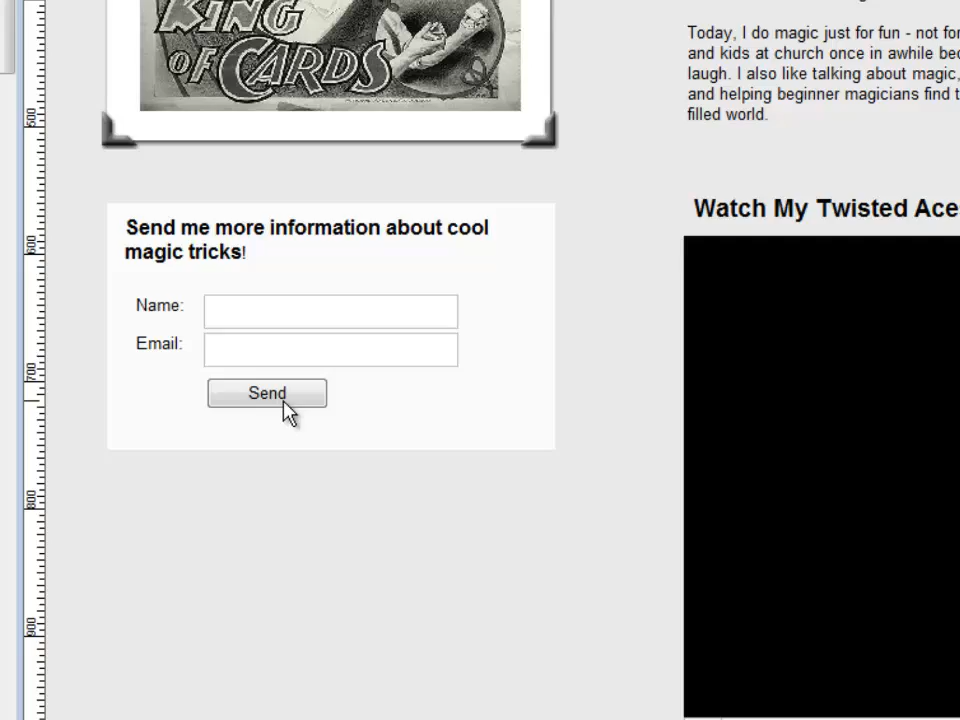 KING
OF CARDS
Today, I do magic just for fun - not for
and kids at church once in awhile bec
laugh. I also like talking about magic,
and helping beginner magicians find t
filled world.
Send me more information about cool
magic tricks!
Name:
Email:
Send
Watch My Twisted Ace
500
600
700
800
900